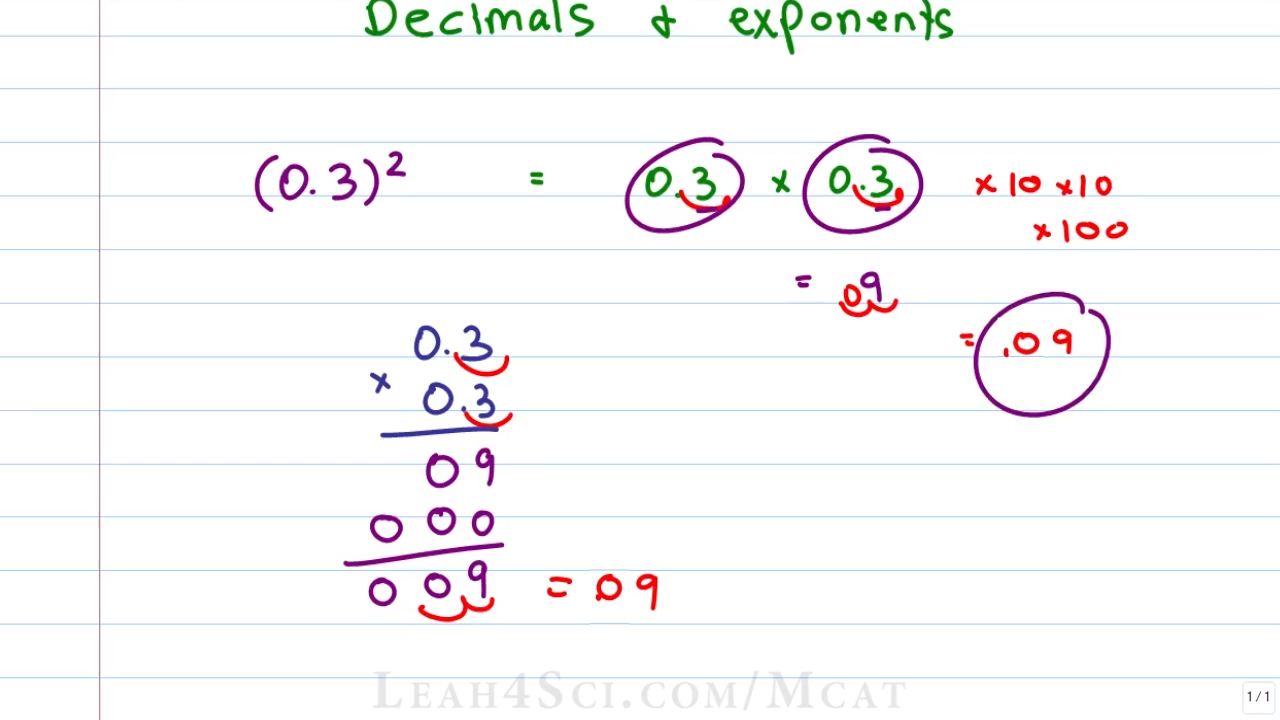 Decimals & exponents
(0.3)² = 0.3 x 0.3 x 10 x 10
x 100
= 09
= .09
0.3
x 0.3
09
000
009 = .09
Leah4Sci.com/Mcat
1/1